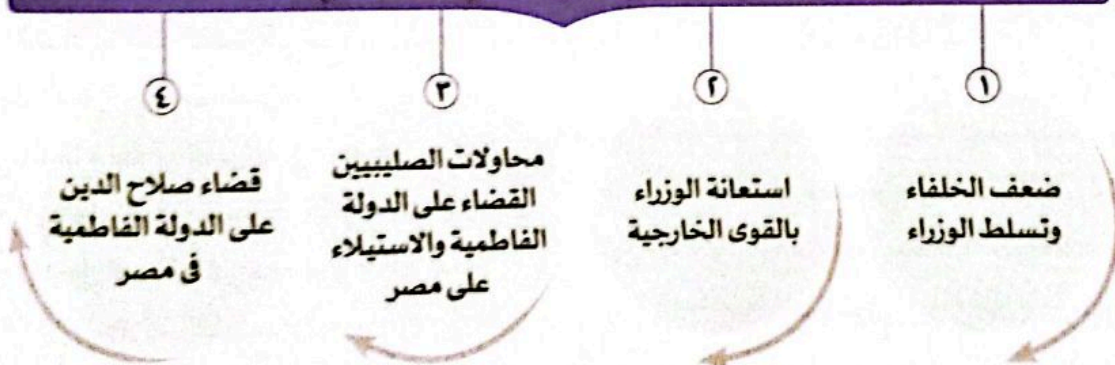 ١
ضعف الخلفاء
وتسلط الوزراء
٢
استعانة الوزراء
بالقوى الخارجية
٣
محاولات الصليبيين
القضاء على الدولة
الفاطمية والاستيلاء
على مصر
٤
قضاء صلاح الدين
على الدولة الفاطمية
فى مصر